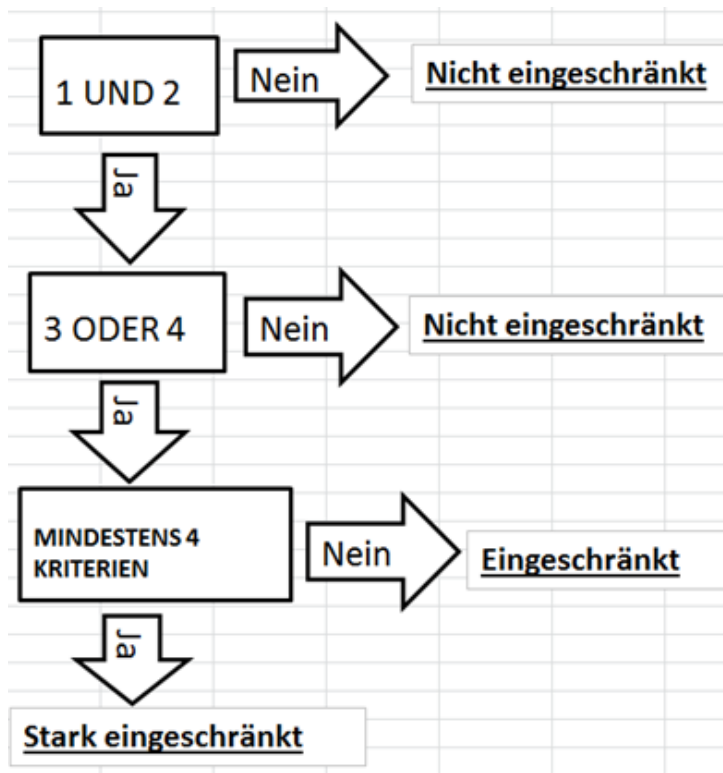 1 UND 2
Nein
Nicht eingeschränkt
Ja
3 ODER 4
Nein
Nicht eingeschränkt
Ja
MINDESTENS 4
KRITERIEN
Nein
Eingeschränkt
Ja
Stark eingeschränkt